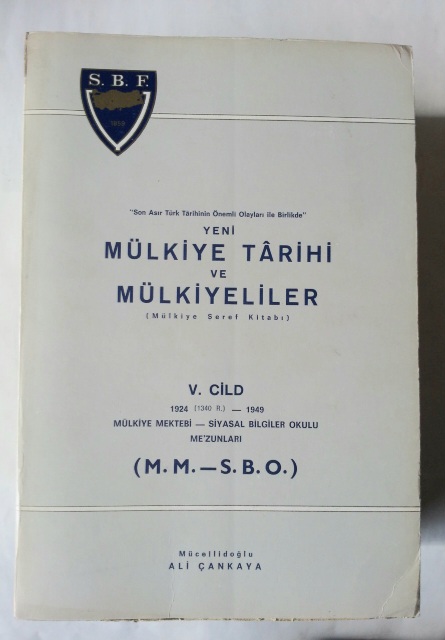 S. B. F.
1859
"Son Asır Türk Târihinin Önemli Olayları ile Birlikde"
YENİ
MÜLKİYE TÂRİHİ
VE
MÜLKİYELİLER
(Mülkiye Şeref Kitabı)
V. CİLD
1924 (1340 R.) — 1949
MÜLKİYE MEKTEBİ — SİYASAL BİLGİLER OKULU
ME'ZUNLARI
(M. M. — S. B. O.)
Mücellidoğlu
ALİ ÇANKAYA